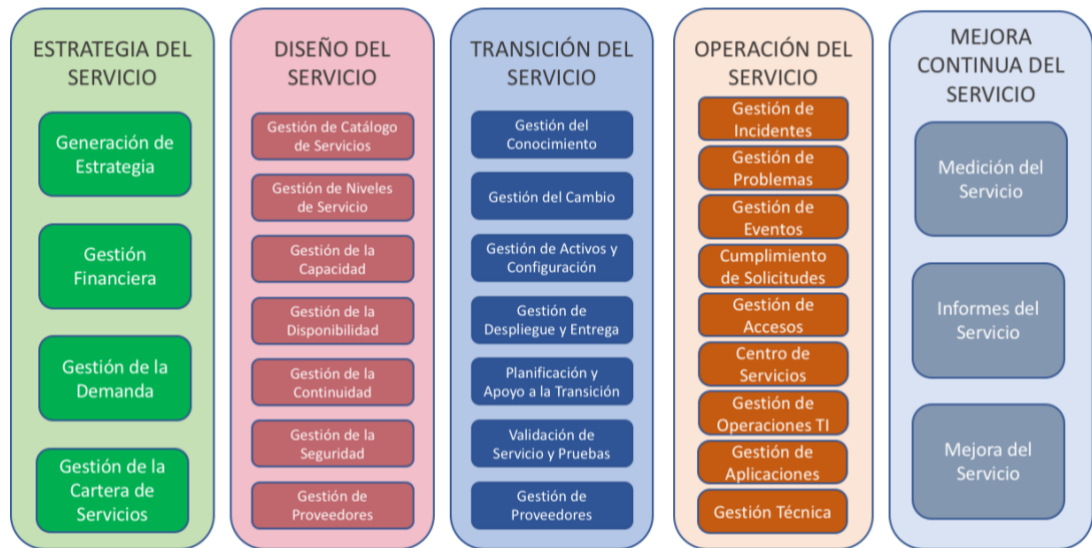 ESTRATEGIA DEL
SERVICIO
Generación de
Estrategia
Gestión
Financiera
Gestión de la
Demanda
Gestión de la
Cartera de
Servicios
DISEÑO DEL
SERVICIO
Gestión de Catálogo
de Servicios
Gestión de Niveles
de Servicio
Gestión de la
Capacidad
Gestión de la
Disponibilidad
Gestión de la
Continuidad
Gestión de la
Seguridad
Gestión de
Proveedores
TRANSICIÓN DEL
SERVICIO
Gestión del
Conocimiento
Gestión del Cambio
Gestión de Activos y
Configuración
Gestión de
Despliegue y Entrega
Planificación y
Apoyo a la Transición
Validación de
Servicio y Pruebas
Gestión de
Proveedores
OPERACIÓN DEL
SERVICIO
Gestión de
Incidentes
Gestión de
Problemas
Gestión de
Eventos
Cumplimiento
de Solicitudes
Gestión de
Accesos
Centro de
Servicios
Gestión de
Operaciones TI
Gestión de
Aplicaciones
Gestión Técnica
MEJORA
CONTINUA DEL
SERVICIO
Medición del
Servicio
Informes del
Servicio
Mejora del
Servicio